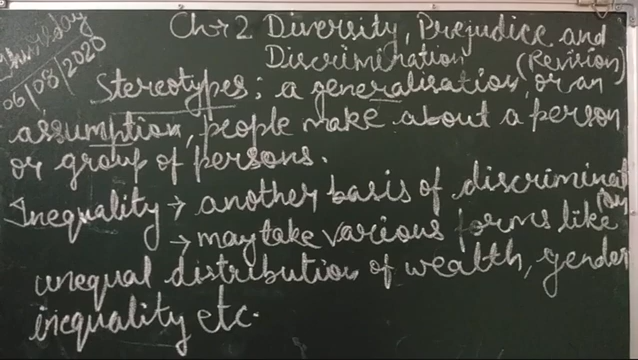 Thursday
06/08/2020
Ch-2 Diversity, Prejudice and
Discrimination (Revision)
Stereotypes: a generalisation, or an
assumption, people make about a person
or group of persons.
Inequality → another basis of discrimination
→ may take various forms like
unequal distribution of wealth, gender
inequality etc.